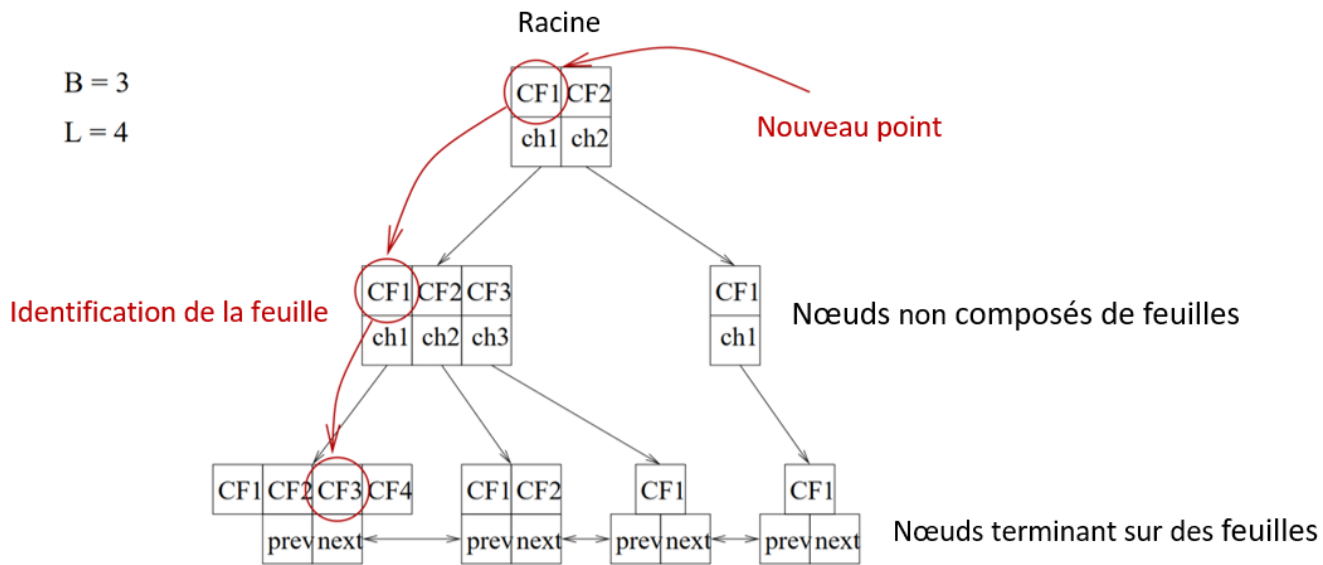 Racine
B = 3
L = 4
CF1 CF2
ch1 ch2
Nouveau point
Identification de la feuille
CF1 CF2 CF3
ch1 ch2 ch3
CF1
ch1
Nœuds non composés de feuilles
CF1 CF2 CF3 CF4
prev next
CF1 CF2
prev next
CF1
prev next
CF1
prev next
Nœuds terminant sur des feuilles